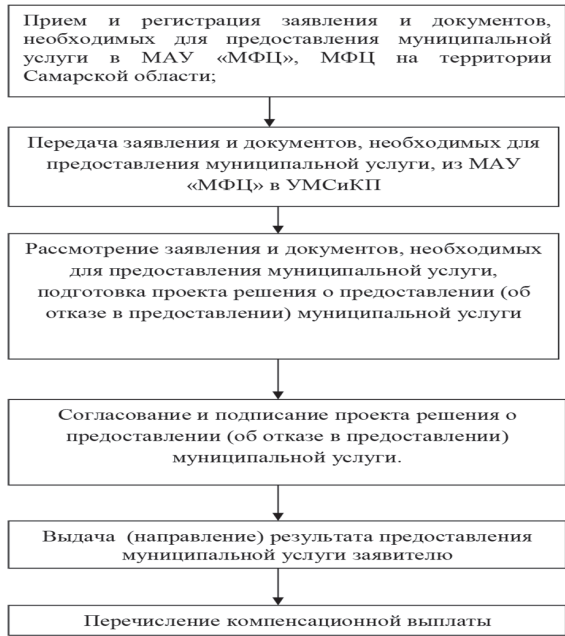 Прием и регистрация заявления и документов,
необходимых для предоставления муниципальной
услуги в МАУ «МФЦ», МФЦ на территории
Самарской области;
Передача заявления и документов, необходимых для
предоставления муниципальной услуги, из МАУ
«МФЦ» в УМСиКП
Рассмотрение заявления и документов, необходимых
для предоставления муниципальной услуги,
подготовка проекта решения о предоставлении (об
отказе в предоставлении) муниципальной услуги
Согласование и подписание проекта решения о
предоставлении (об отказе в предоставлении)
муниципальной услуги.
Выдача (направление) результата предоставления
муниципальной услуги заявителю
Перечисление компенсационной выплаты